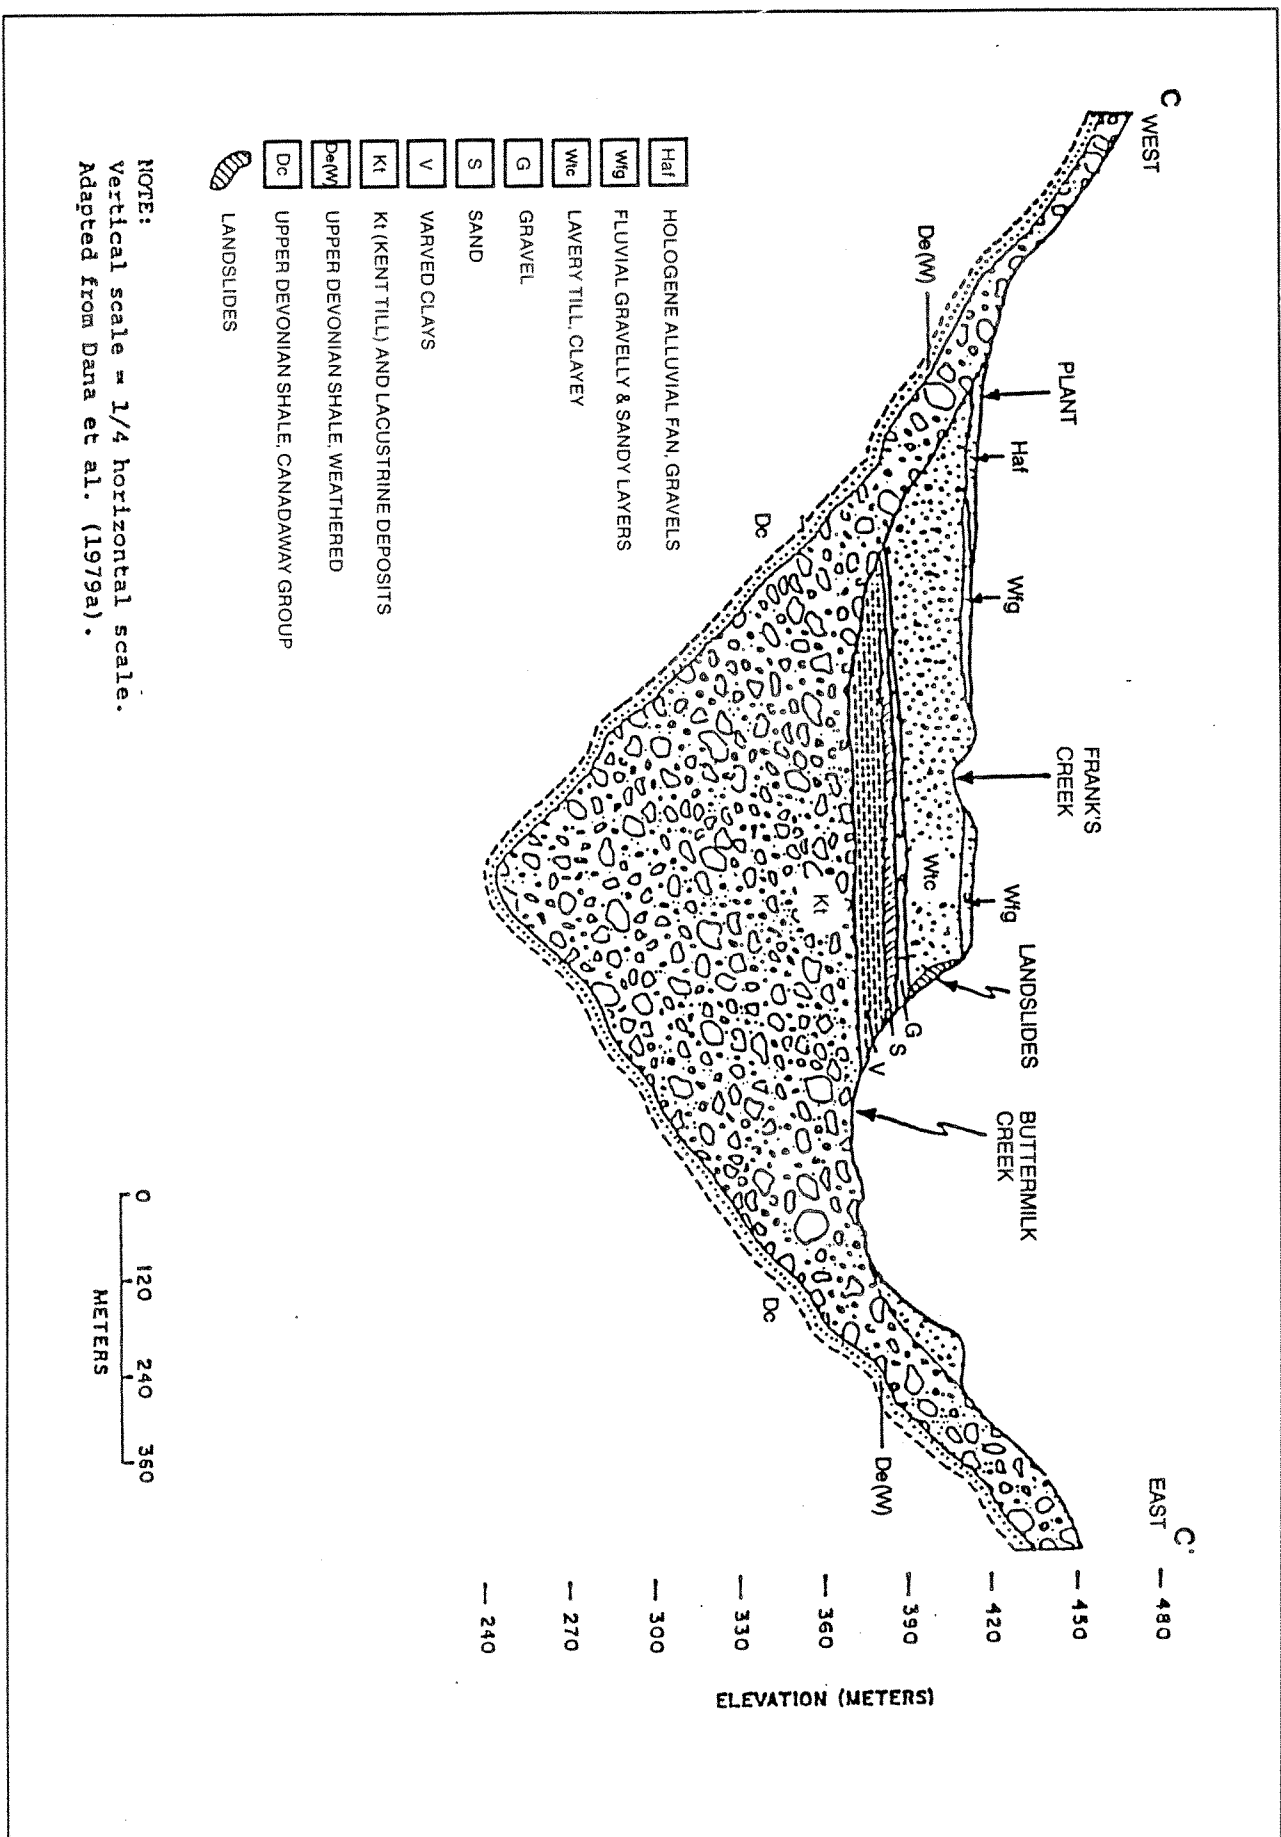 C
WEST
EAST C'
PLANT
Haf
Wfg
FRANK'S
CREEK
Wfg
LANDSLIDES
BUTTERMILK
CREEK
De(W)
Wtc
G
S
V
Kt
Dc
Dc
De(W)
480
450
420
390
360
330
300
270
240
ELEVATION (METERS)
Haf HOLOGENE ALLUVIAL FAN, GRAVELS
Wfg FLUVIAL GRAVELLY & SANDY LAYERS
Wtc LAVERY TILL, CLAYEY
G GRAVEL
S SAND
V VARVED CLAYS
Kt Kt (KENT TILL) AND LACUSTRINE DEPOSITS
De(W) UPPER DEVONIAN SHALE, WEATHERED
Dc UPPER DEVONIAN SHALE, CANADAWAY GROUP
LANDSLIDES
0 120 240 360
METERS
NOTE:
Vertical scale = 1/4 horizontal scale.
Adapted from Dana et al. (1979a).